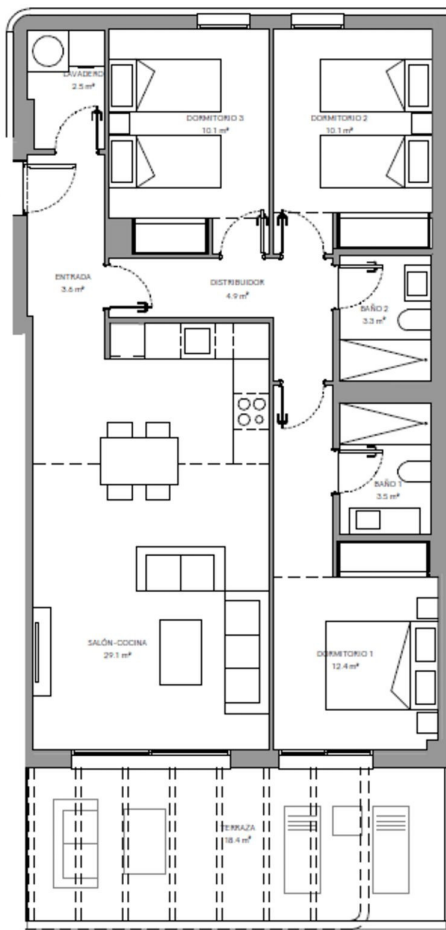 LAVADERO
2.5 m²
DORMITORIO 3
10.1 m²
DORMITORIO 2
10.1 m²
ENTRADA
3.6 m²
DISTRIBUIDOR
4.9 m²
BAÑO 2
3.3 m²
BAÑO 1
3.5 m²
SALÓN-COCINA
29.1 m²
DORMITORIO 1
12.4 m²
TERRAZA
18.4 m²